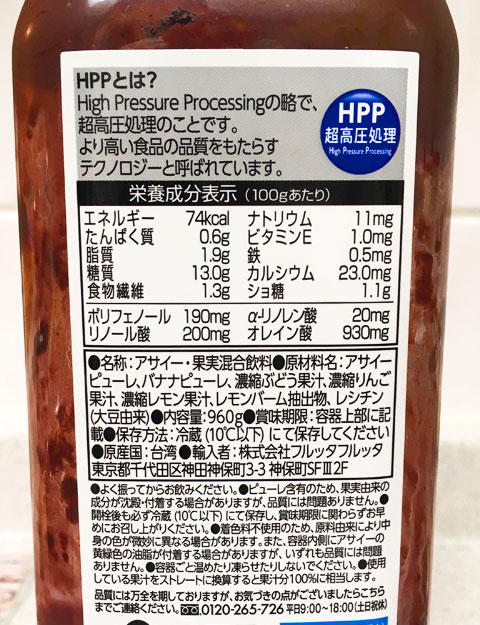 HPPとは?
High Pressure Processingの略で、
超高圧処理のことです。
より高い食品の品質をもたらす
テクノロジーと呼ばれています。
HPP
超高圧処理
High Pressure Processing
栄養成分表示 (100gあたり)
エネルギー 74kcal ナトリウム 11mg
たんぱく質 0.6g ビタミンE 1.0mg
脂質 1.9g 鉄 0.5mg
糖質 13.0g カルシウム 23.0mg
食物繊維 1.3g ショ糖 1.1g
ポリフェノール 190mg α-リノレン酸 20mg
リノール酸 200mg オレイン酸 930mg
●名称:アサイー・果実混合飲料●原材料名:アサイー
ピューレ、バナナピューレ、濃縮ぶどう果汁、濃縮りんご
果汁、濃縮レモン果汁、レモンバーム抽出物、レシチン
(大豆由来)●内容量:960g●賞味期限:容器上部に記
載●保存方法:冷蔵(10℃以下)にて保存してください
●原産国:台湾●輸入者:株式会社フルッタフルッタ
東京都千代田区神田神保町3-3 神保町SFⅢ2F
●よく振ってからお飲みください。●ピューレ含有のため、果実由来の
成分が沈殿・付着する場合がありますが、品質には問題ありません。●
開栓後も必ず冷蔵(10℃以下)にて保存し、賞味期限に関わらずお早
めにお召し上がりください。●着色料不使用のため、原料由来により中
身の色が微妙に異なる場合があります。また、容器内側にアサイーの
黄緑色の油脂が付着する場合がありますが、いずれも品質には問題
ありません。●容器ごと温めたり凍らせたりしないでください。●使用
している果汁をストレートに換算すると果汁分100%に相当します。
品質には万全を期しておりますが、お気づきの点がございましたらこちら
までご連絡ください。0120-265-726 平日9:00~18:00(土日祝休)